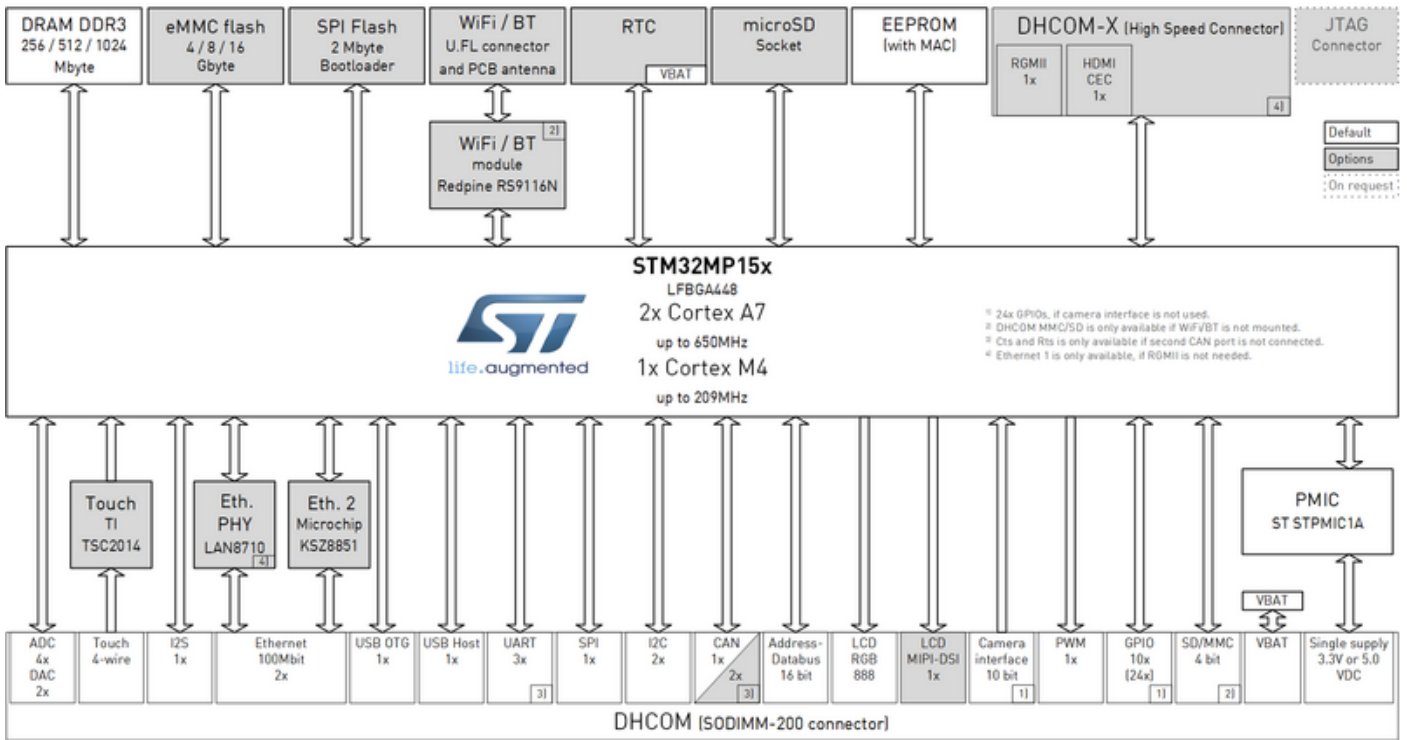 DRAM DDR3
256 / 512 / 1024
Mbyte
eMMC flash
4 / 8 / 16
Gbyte
SPI Flash
2 Mbyte
Bootloader
WiFi / BT
U.FL connector
and PCB antenna
RTC
VBAT
microSD
Socket
EEPROM
(with MAC)
DHCOM-X (High Speed Connector)
RGMII
1x
HDMI
CEC
1x
4)
JTAG
Connector
WiFi / BT
2)
module
Redpine RS9116N
Default
Options
On request
STM32MP15x
LFBGA448
2x Cortex A7
up to 650MHz
1x Cortex M4
up to 209MHz
ST
life.augmented
1) 24x GPIOs, if camera interface is not used.
2) DHCOM MMC/SD is only available if WiFi/BT is not mounted.
3) Cts and Rts is only available if second CAN port is not connected.
4) Ethernet 1 is only available, if RGMII is not needed.
Touch
TI
TSC2014
Eth.
PHY
LAN8710
4)
Eth. 2
Microchip
KSZ8851
PMIC
ST STPMIC1A
VBAT
ADC
4x
DAC
2x
Touch
4-wire
I2S
1x
Ethernet
100Mbit
2x
USB OTG
1x
USB Host
1x
UART
3x
3)
SPI
1x
I2C
2x
CAN
1x
2x
3)
Address-
Databus
16 bit
LCD
RGB
888
LCD
MIPI-DSI
1x
Camera
interface
10 bit
1)
PWM
1x
GPIO
10x
(24x)
1)
SD/MMC
4 bit
2)
VBAT
Single supply
3.3V or 5.0
VDC
DHCOM (SODIMM-200 connector)